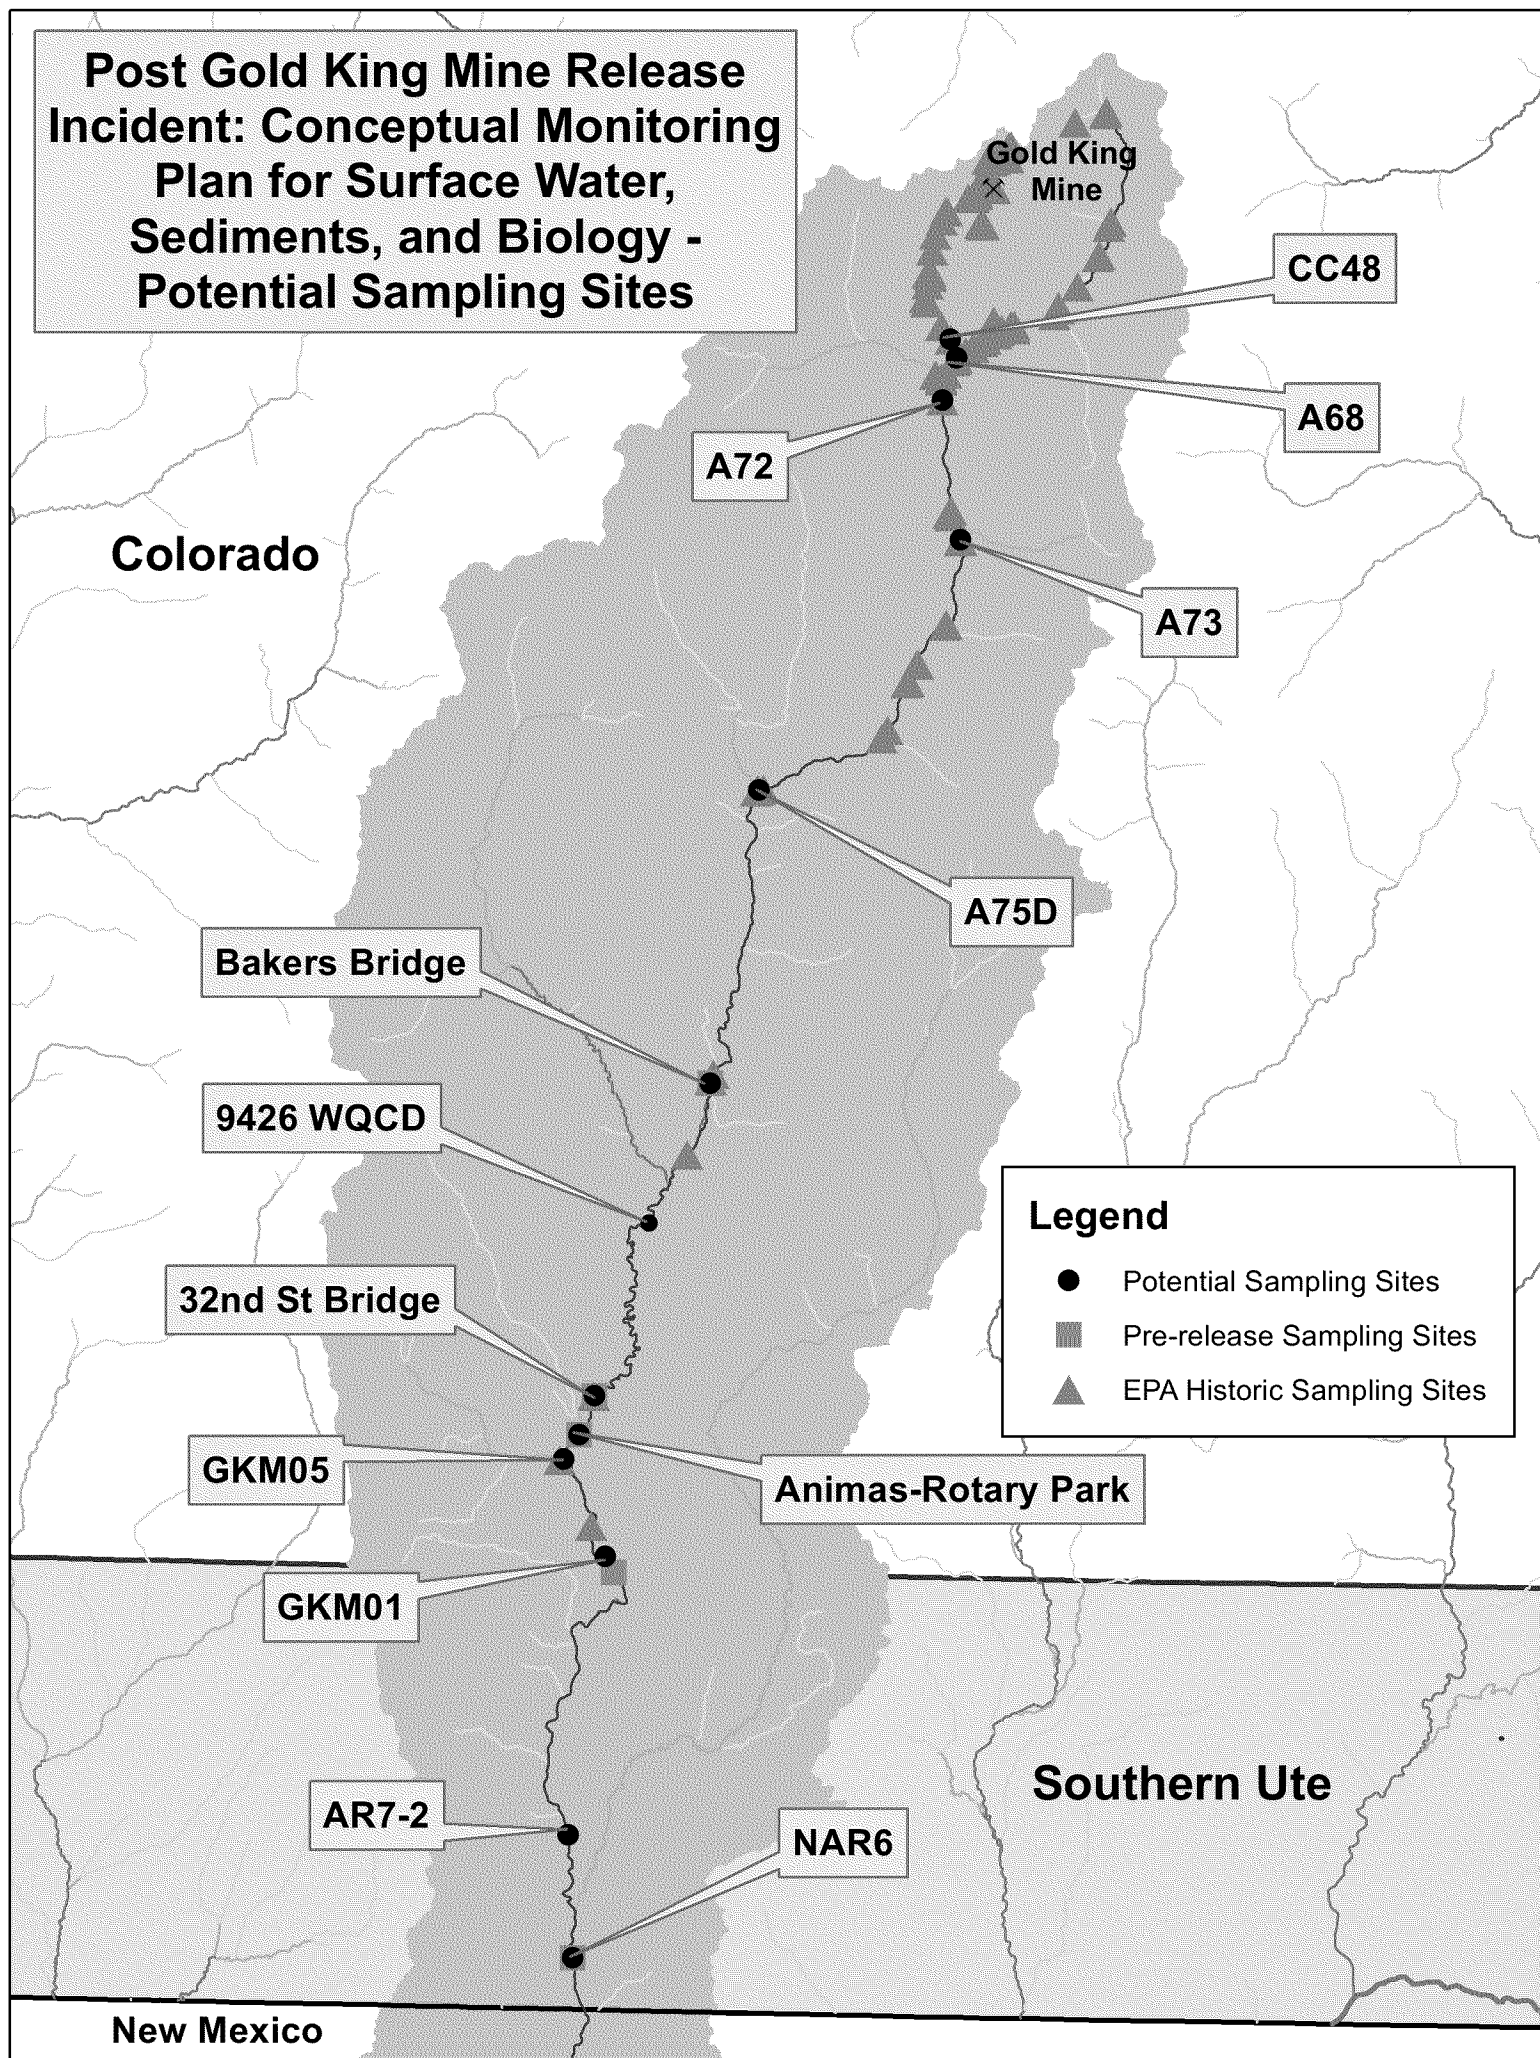 Post Gold King Mine Release
Incident: Conceptual Monitoring
Plan for Surface Water,
Sediments, and Biology -
Potential Sampling Sites
Gold King
Mine
CC48
A68
A72
Colorado
A73
A75D
Bakers Bridge
9426 WQCD
Legend
Potential Sampling Sites
Pre-release Sampling Sites
EPA Historic Sampling Sites
32nd St Bridge
GKM05
Animas-Rotary Park
GKM01
Southern Ute
AR7-2
NAR6
New Mexico